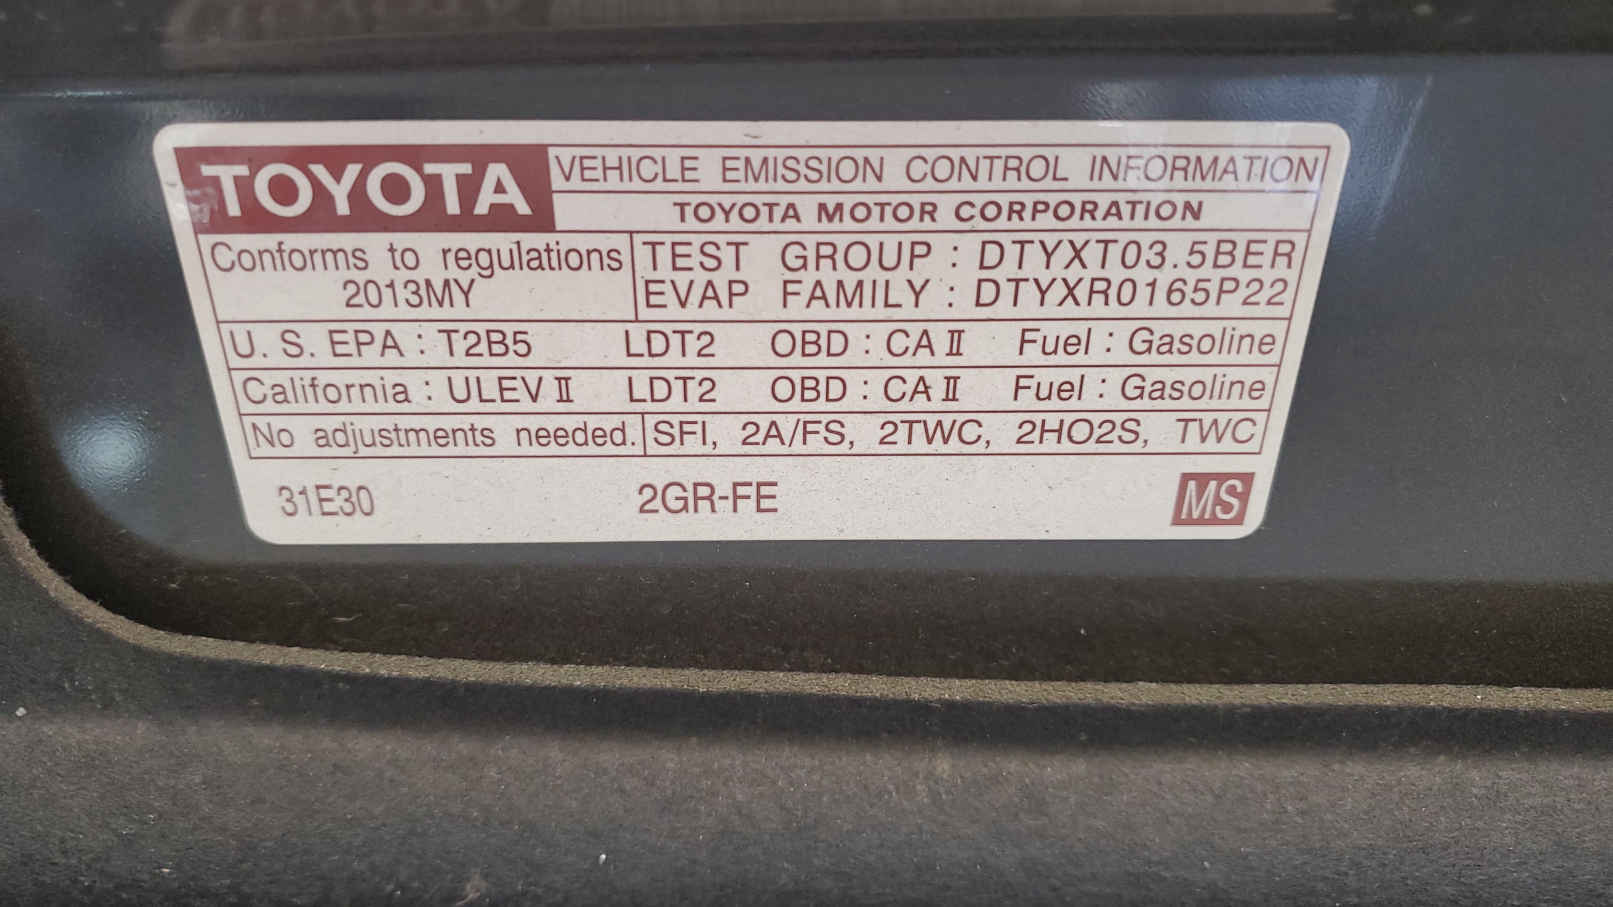 TOYOTA VEHICLE EMISSION CONTROL INFORMATION
TOYOTA MOTOR CORPORATION
Conforms to regulations
2013MY
TEST GROUP : DTYXT03.5BER
EVAP FAMILY : DTYXR0165P22
U. S. EPA : T2B5 LDT2 OBD : CA II Fuel : Gasoline
California : ULEV II LDT2 OBD : CA II Fuel : Gasoline
No adjustments needed. SFI, 2A/FS, 2TWC, 2HO2S, TWC
31E30 2GR-FE MS